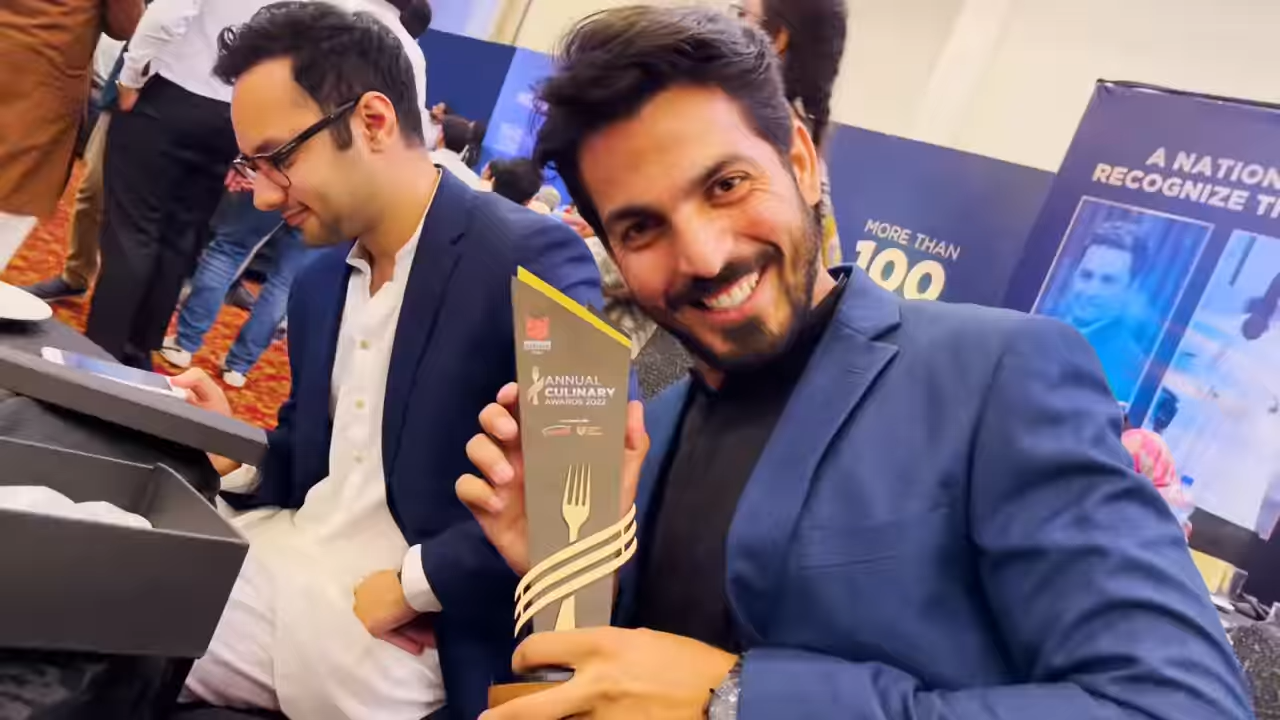 ANNUAL
CULINARY
AWARDS 2022
MORE THAN
100
A NATION
RECOGNIZE